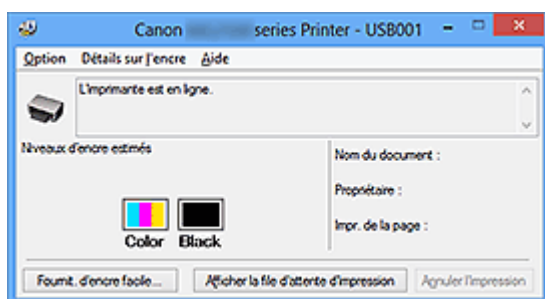 Canon series Printer - USB001
Option Détails sur l'encre Aide
L'imprimante est en ligne.
Niveaux d'encre estimés
Nom du document :
Propriétaire :
Impr. de la page :
Color Black
Fournit. d'encre facile... Afficher la file d'attente d'impression Annuler l'impression